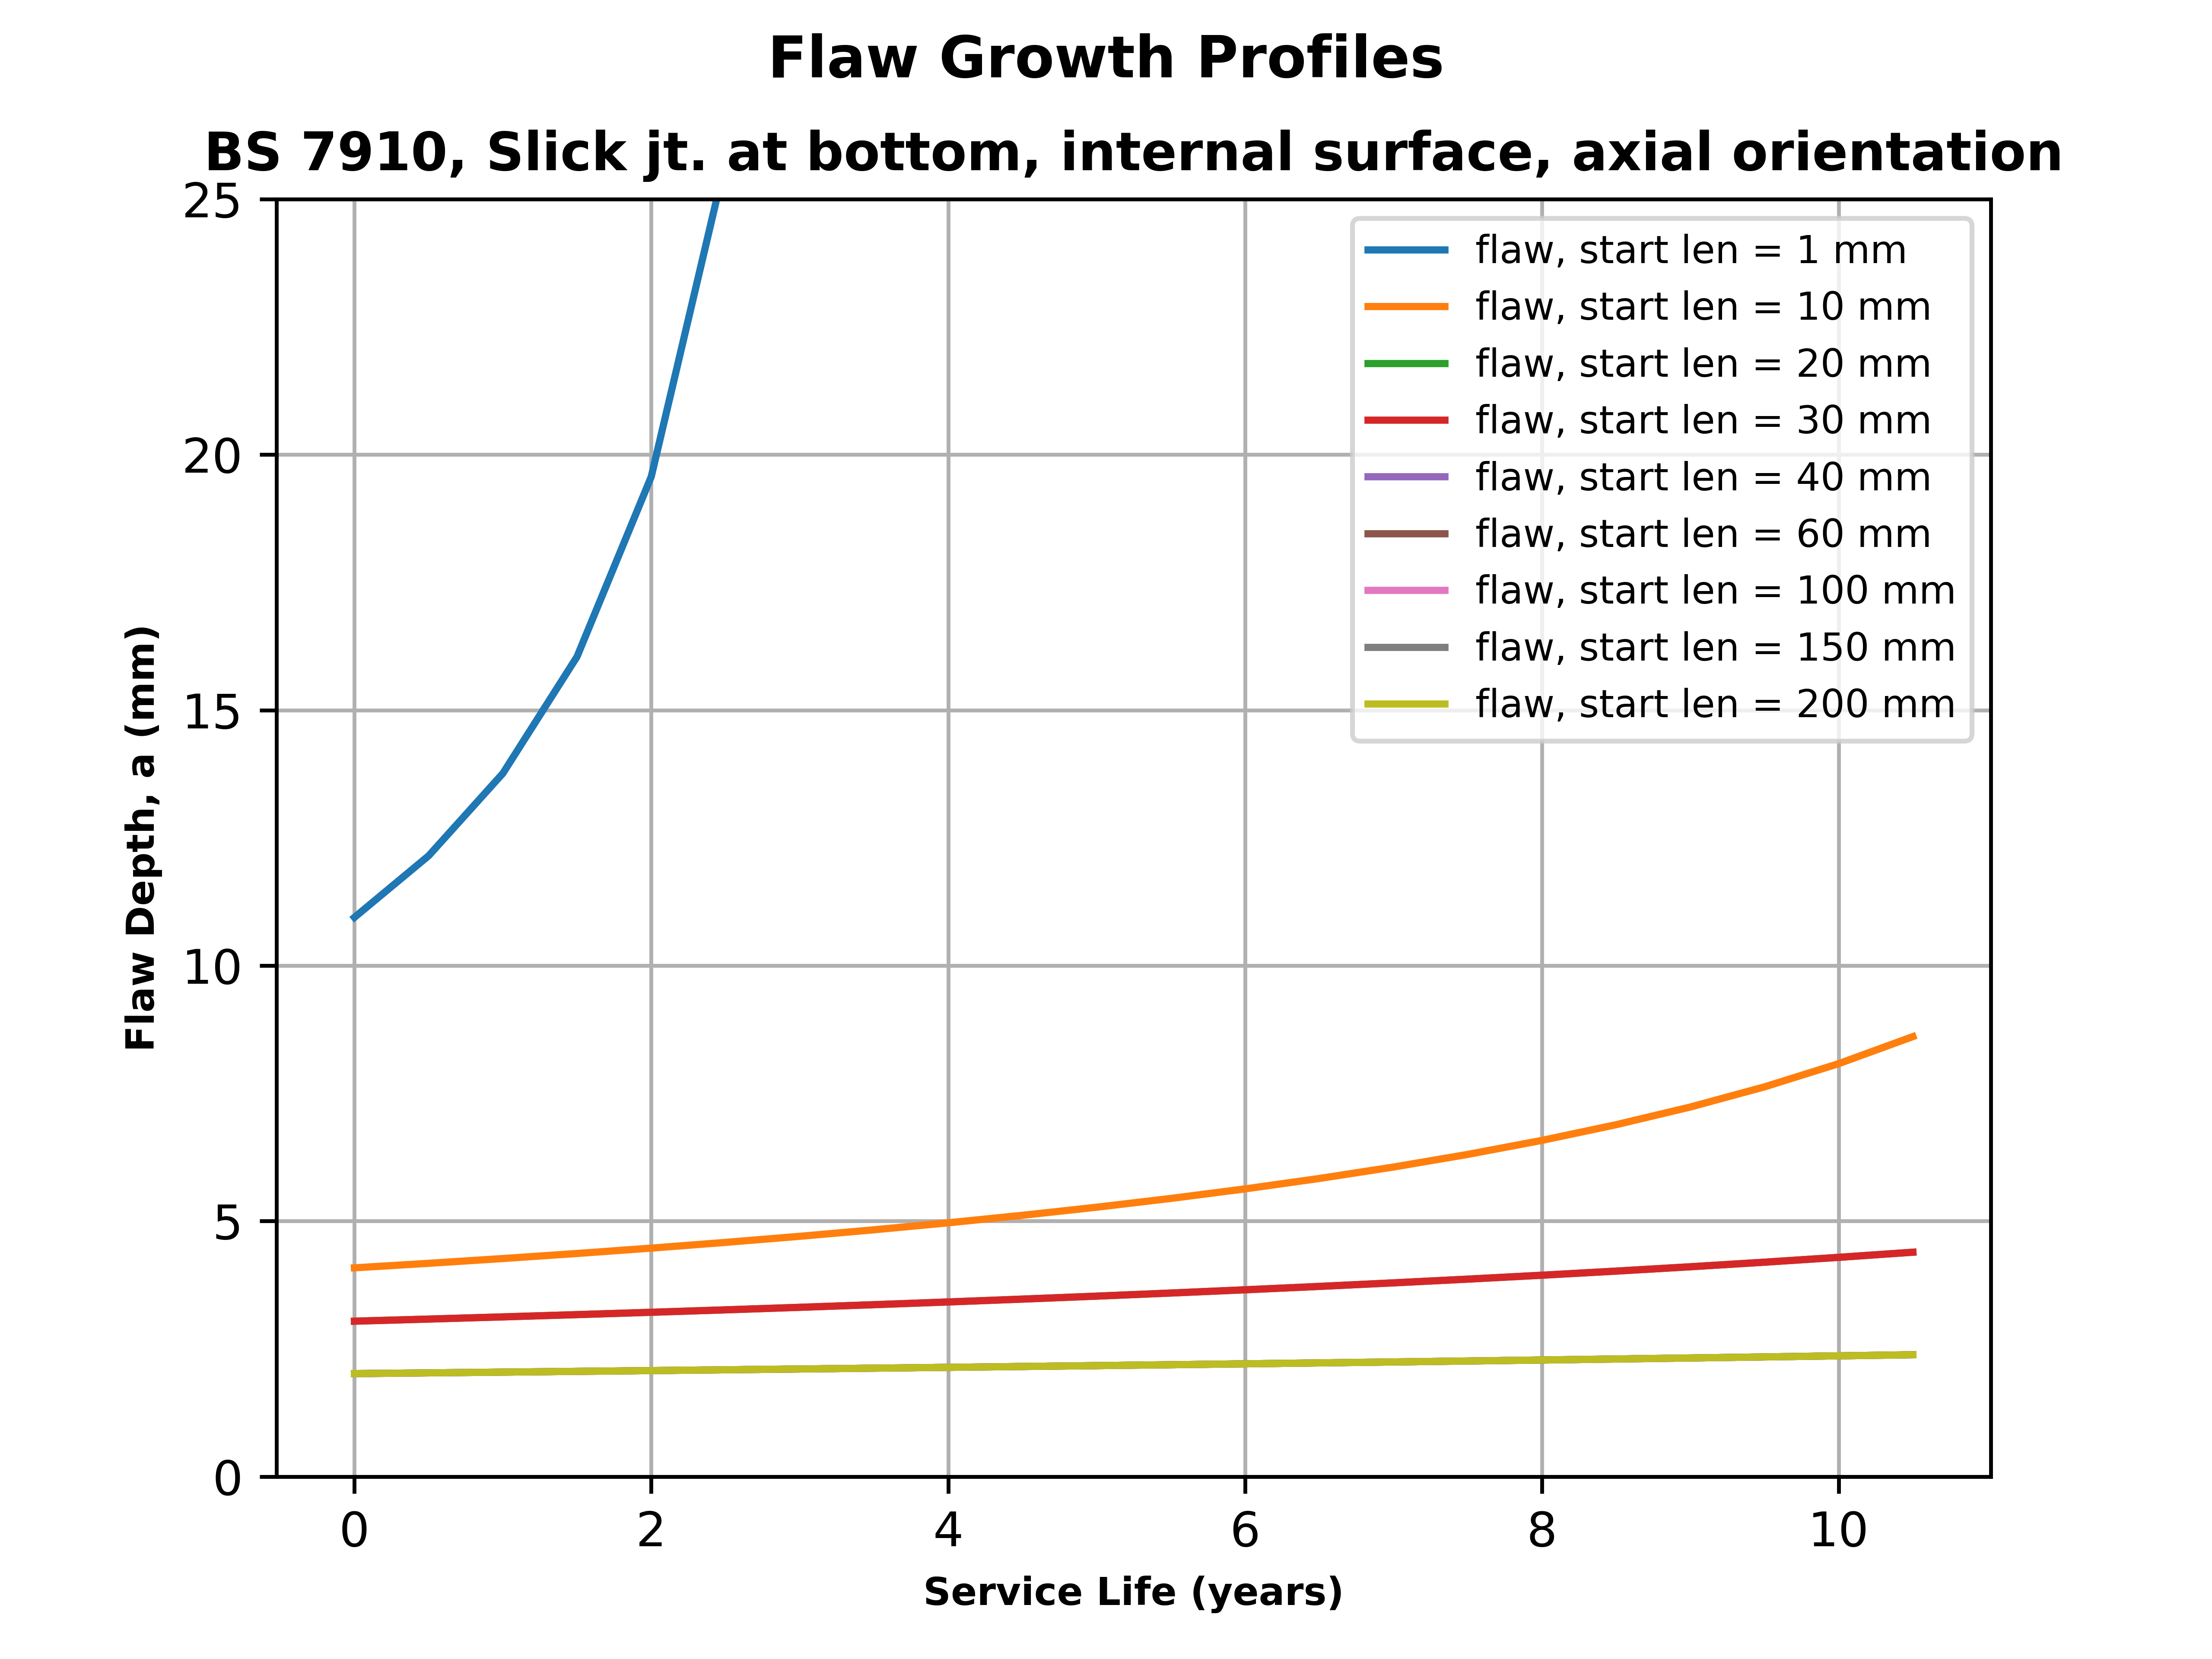 Flaw Growth Profiles
BS 7910, Slick jt. at bottom, internal surface, axial orientation
25
20
15
10
5
0
Flaw Depth, a (mm)
flaw, start len = 1 mm
flaw, start len = 10 mm
flaw, start len = 20 mm
flaw, start len = 30 mm
flaw, start len = 40 mm
flaw, start len = 60 mm
flaw, start len = 100 mm
flaw, start len = 150 mm
flaw, start len = 200 mm
0 2 4 6 8 10
Service Life (years)